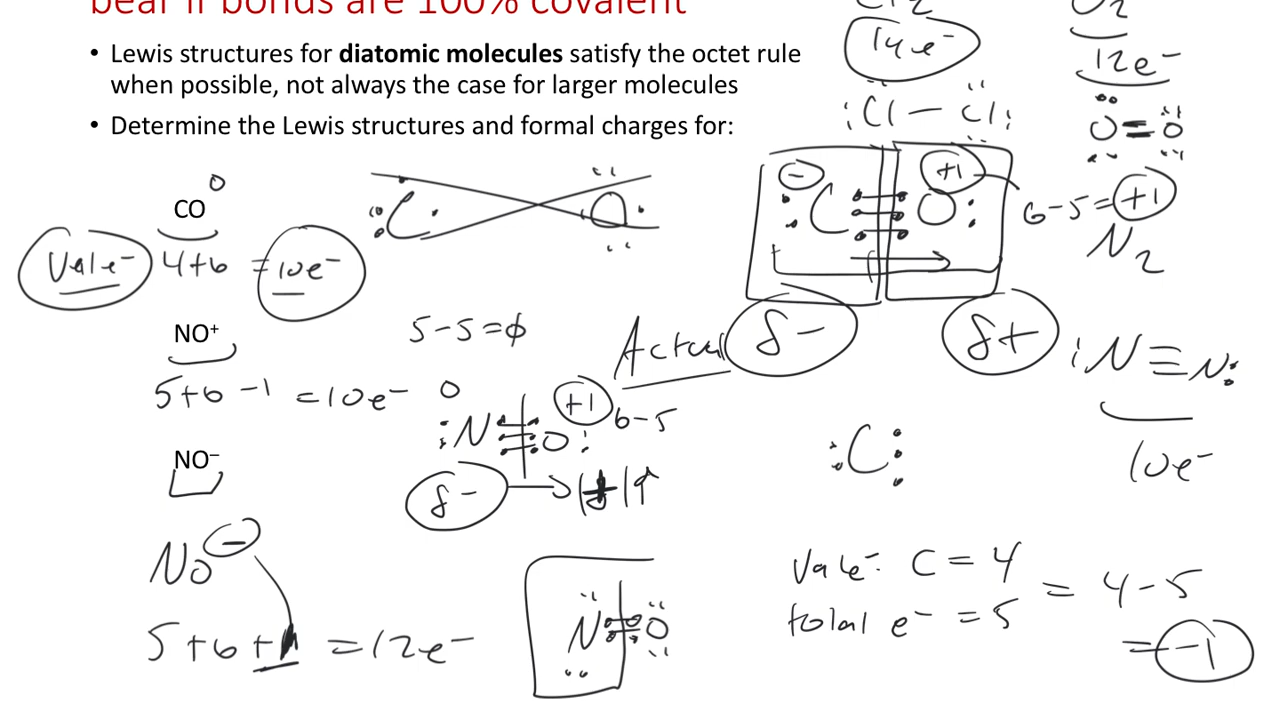 bear if bonds are 100% covalent
• Lewis structures for diatomic molecules satisfy the octet rule
when possible, not always the case for larger molecules
• Determine the Lewis structures and formal charges for:
14e⁻
12e⁻
:Cl – Cl:
O=O
CO
C O
- :C O: +1
6-5=+1
N₂
Vale⁻ 4+6 =10e⁻
NO⁺
5-5=ϕ
Actual δ- δ+
:N≡N:
5+6-1 =10e⁻
0 +1
:N≡O: 6-5
:C:
10e⁻
NO⁻
δ-
NO⁻
5+6+1 =12e⁻
N=O
Vale⁻: C = 4
total e⁻ = 5
= 4-5
= -1